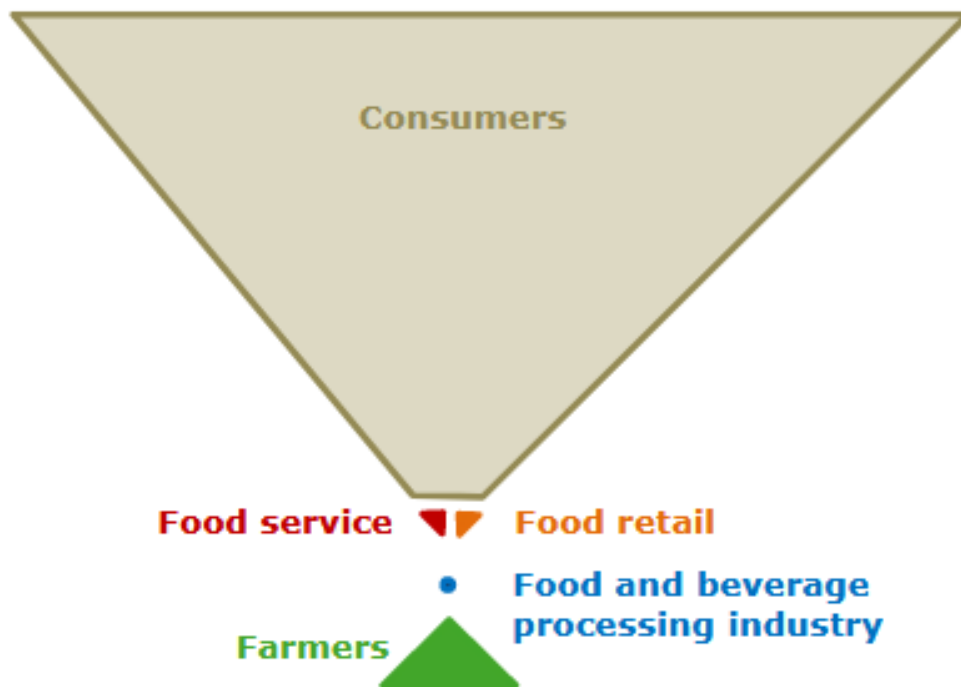 Consumers
Food service
Food retail
Food and beverage
processing industry
Farmers